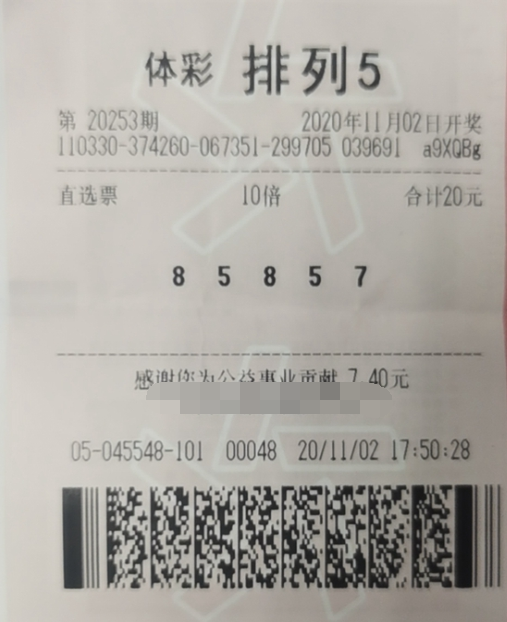 体彩 排列5
第 20253期 2020年11月02日开奖
110330-374260-067351-299705 039691 a9XQBg
直选票 10倍 合计20元
8 5 8 5 7
感谢您为公益事业贡献 7.40元
05-045548-101 00048 20/11/02 17:50:28